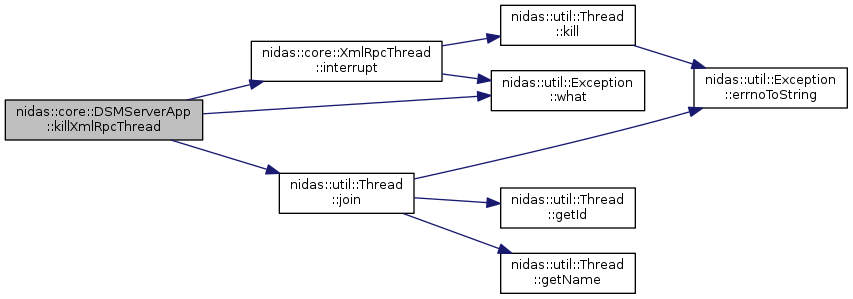 nidas::core::DSMServerApp
::killXmlRpcThread
nidas::core::XmlRpcThread
::interrupt
nidas::util::Thread
::kill
nidas::util::Exception
::what
nidas::util::Exception
::errnoToString
nidas::util::Thread
::join
nidas::util::Thread
::getId
nidas::util::Thread
::getName